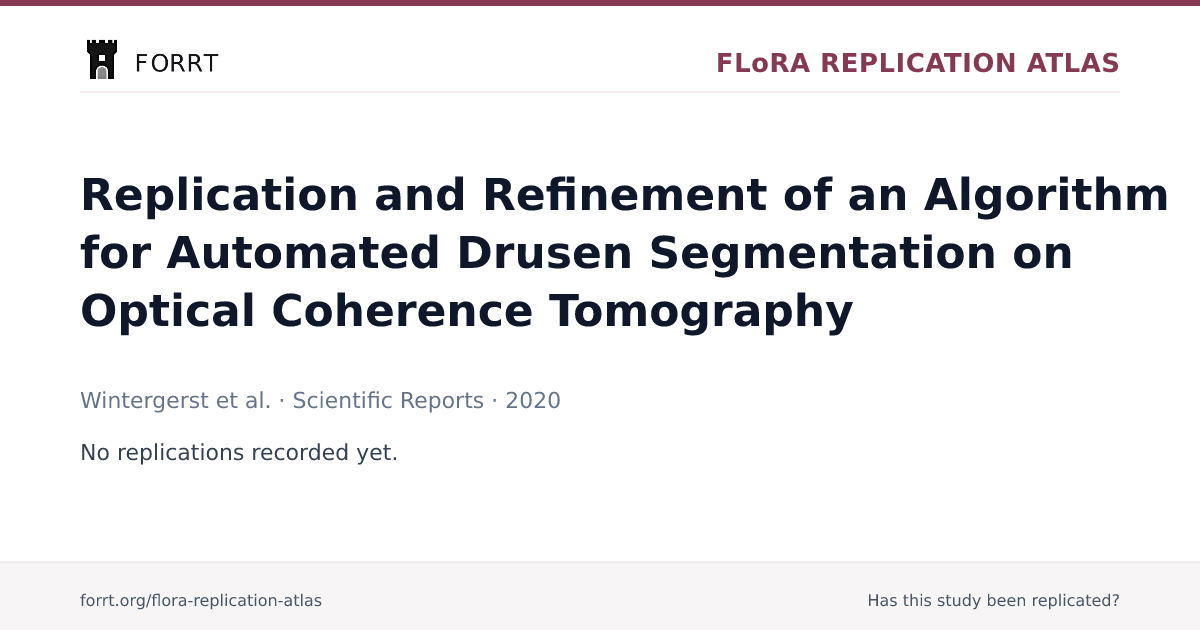 FORRT
FLoRA REPLICATION ATLAS
Replication and Refinement of an Algorithm
for Automated Drusen Segmentation on
Optical Coherence Tomography
Wintergerst et al. · Scientific Reports · 2020
No replications recorded yet.
forrt.org/flora-replication-atlas
Has this study been replicated?